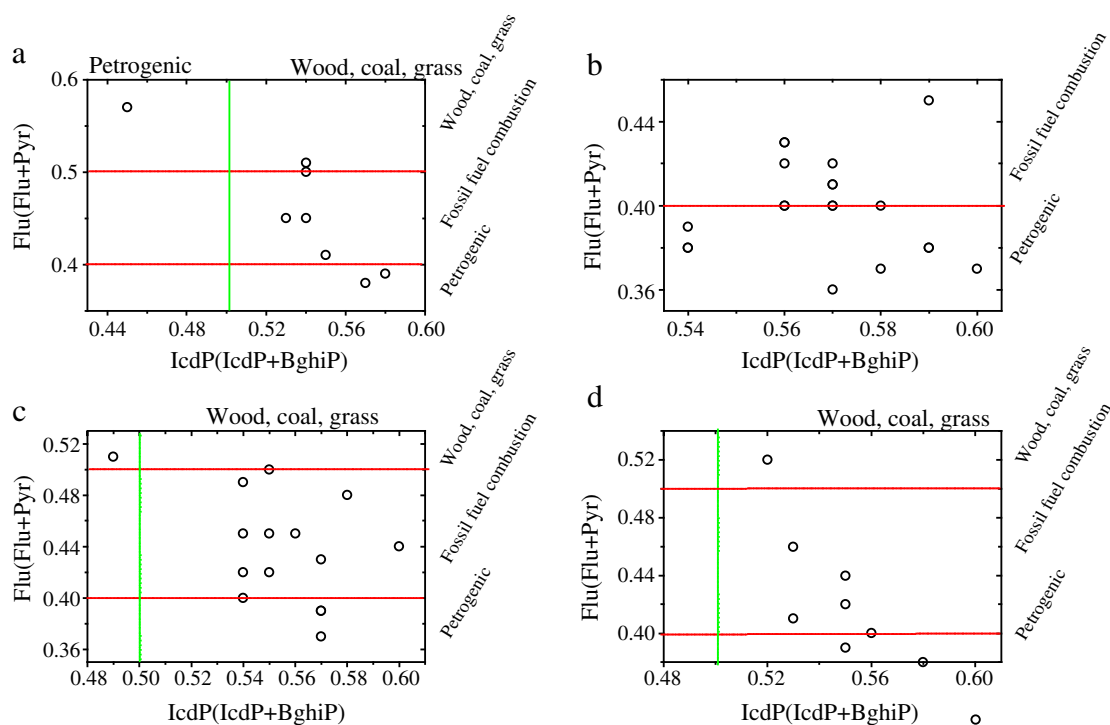 a
Petrogenic
Wood, coal, grass
Wood, coal, grass
Fossil fuel combustion
Petrogenic
0.6
0.5
0.4
Flu(Flu+Pyr)
0.44
0.52
0.56
0.60
IcdP(IcdP+BghiP)
b
Fossil fuel combustion
Petrogenic
0.44
0.40
0.36
Flu(Flu+Pyr)
0.54
0.56
0.58
0.60
IcdP(IcdP+BghiP)
c
Wood, coal, grass
Wood, coal, grass
Fossil fuel combustion
Petrogenic
0.52
0.48
0.44
0.40
0.36
Flu(Flu+Pyr)
0.48
0.50
0.52
0.54
0.56
0.58
0.60
IcdP(IcdP+BghiP)
d
Wood, coal, grass
Wood, coal, grass
Fossil fuel combustion
Petrogenic
0.52
0.48
0.44
0.40
Flu(Flu+Pyr)
0.48
0.52
0.56
0.60
IcdP(IcdP+BghiP)